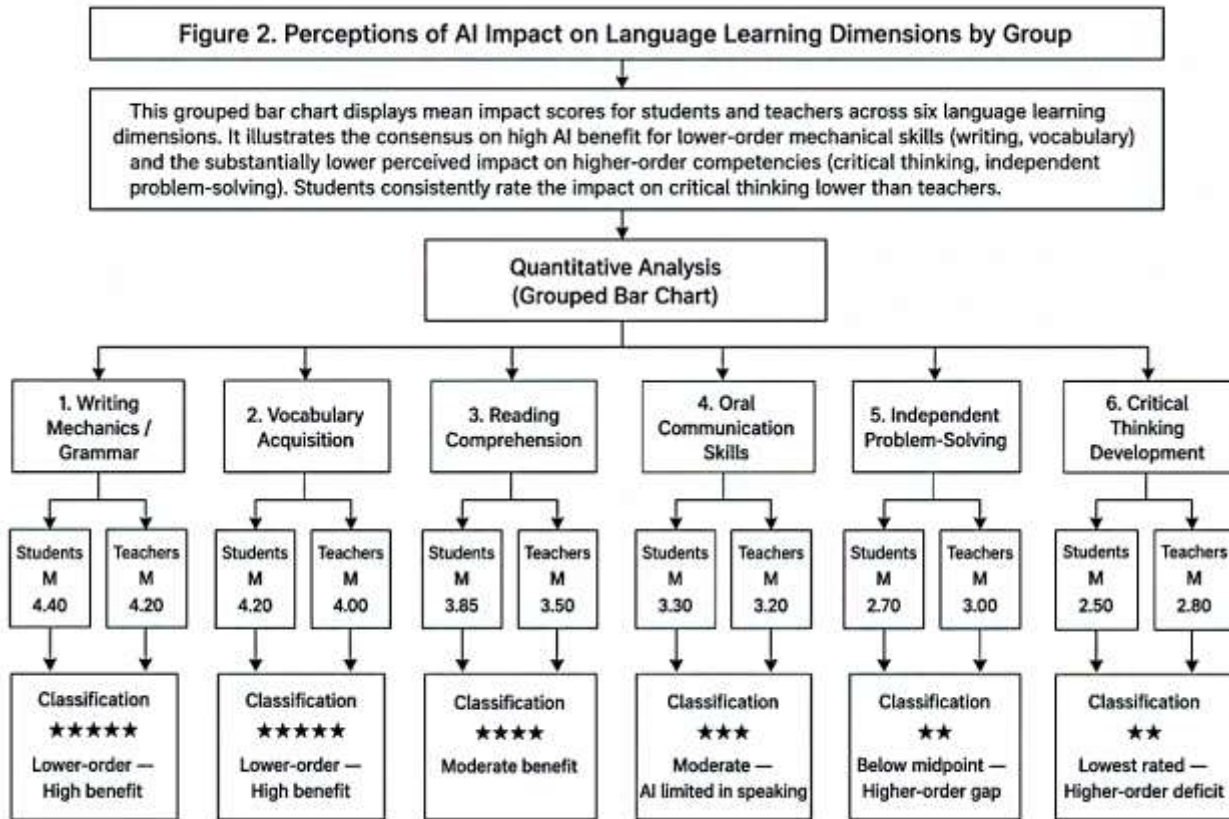 Figure 2. Perceptions of AI Impact on Language Learning Dimensions by Group
This grouped bar chart displays mean impact scores for students and teachers across six language learning
dimensions. It illustrates the consensus on high AI benefit for lower-order mechanical skills (writing, vocabulary)
and the substantially lower perceived impact on higher-order competencies (critical thinking, independent
problem-solving). Students consistently rate the impact on critical thinking lower than teachers.
Quantitative Analysis
(Grouped Bar Chart)
1. Writing
Mechanics /
Grammar
2. Vocabulary
Acquisition
3. Reading
Comprehension
4. Oral
Communication
Skills
5. Independent
Problem-Solving
6. Critical
Thinking
Development
Students
M
4.40
Teachers
M
4.20
Students
M
4.20
Teachers
M
4.00
Students
M
3.85
Teachers
M
3.50
Students
M
3.30
Teachers
M
3.20
Students
M
2.70
Teachers
M
3.00
Students
M
2.50
Teachers
M
2.80
Classification
★★★★★
Lower-order —
High benefit
Classification
★★★★★
Lower-order —
High benefit
Classification
★★★★
Moderate benefit
Classification
★★★
Moderate —
AI limited in speaking
Classification
★★
Below midpoint —
Higher-order gap
Classification
★★
Lowest rated —
Higher-order deficit